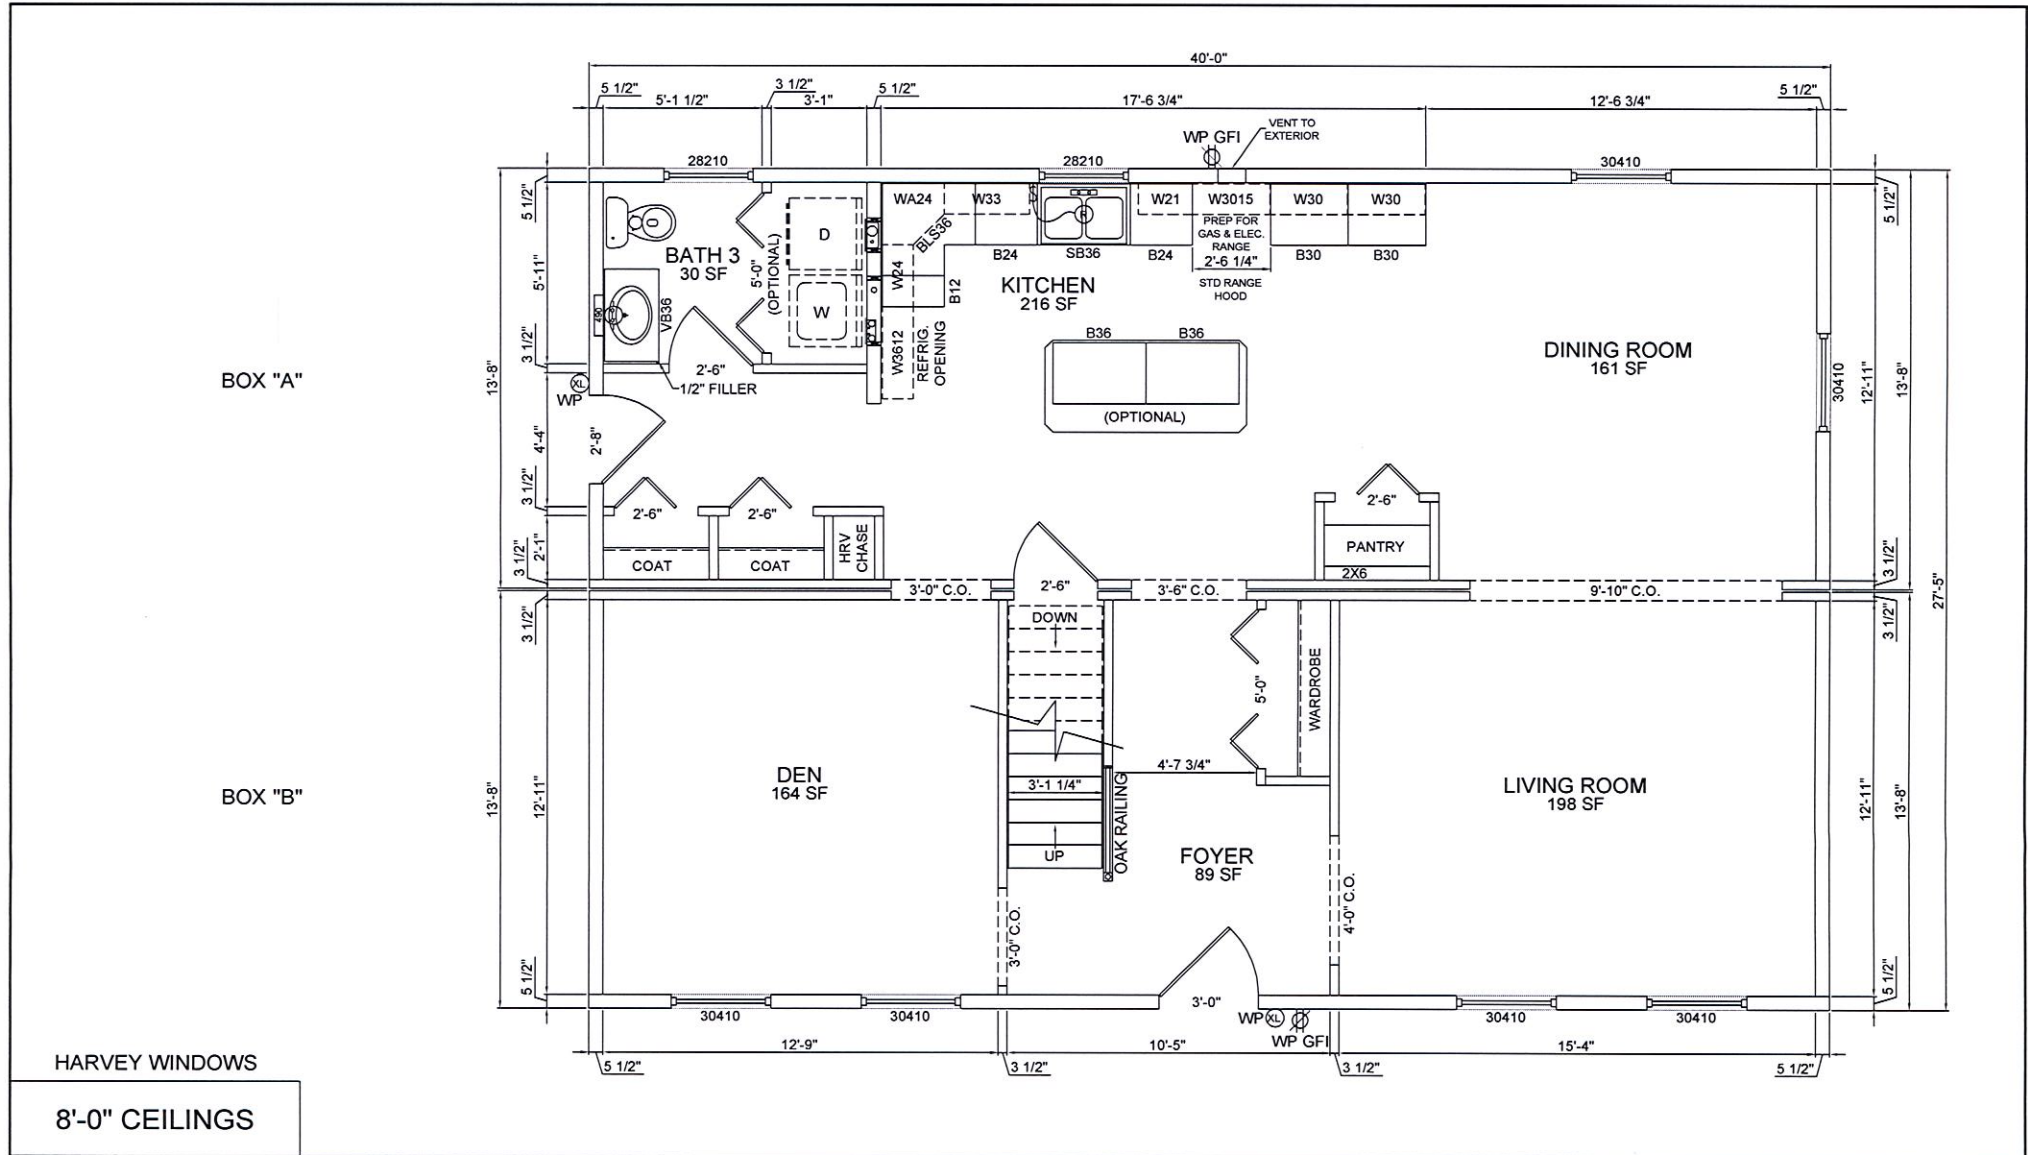 40'-0"
5 1/2"
5'-1 1/2"
3 1/2"
3'-1"
5 1/2"
17'-6 3/4"
12'-6 3/4"
5 1/2"
WP GFI
VENT TO
EXTERIOR
28210
28210
30410
5 1/2"
5'-11"
3 1/2"
13'-8"
4'-4"
3 1/2"
2'-1"
3 1/2"
BATH 3
30 SF
VB36
490
2'-6"
1/2" FILLER
5'-0"
(OPTIONAL)
D
W
WA24
W33
BLS36
W24
B12
W3612
REFRIG.
OPENING
B24
R
SB36
W21
B24
W3015
PREP FOR
GAS & ELEC.
RANGE
2'-6 1/4"
STD RANGE
HOOD
W30
W30
B30
B30
KITCHEN
216 SF
B36
B36
(OPTIONAL)
DINING ROOM
161 SF
30410
5 1/2"
12'-11"
13'-8"
3 1/2"
27'-5"
BOX "A"
XL
WP
2'-8"
2'-6"
2'-6"
COAT
COAT
HRV
CHASE
2'-6"
PANTRY
2X6
3'-0" C.O.
2'-6"
3'-6" C.O.
9'-10" C.O.
3 1/2"
12'-11"
13'-8"
5 1/2"
BOX "B"
DEN
164 SF
DOWN
3'-1 1/4"
UP
OAK RAILING
4'-7 3/4"
5'-0"
WARDROBE
FOYER
89 SF
3'-0" C.O.
4'-0" C.O.
LIVING ROOM
198 SF
3 1/2"
12'-11"
13'-8"
5 1/2"
30410
30410
3'-0"
WP
XL
WP GFI
30410
30410
12'-9"
10'-5"
15'-4"
5 1/2"
3 1/2"
3 1/2"
5 1/2"
HARVEY WINDOWS
8'-0" CEILINGS